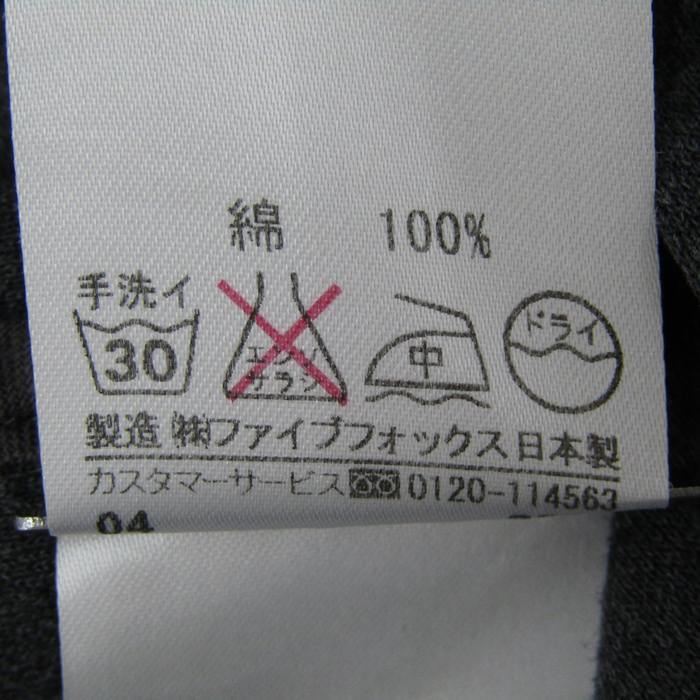 綿 100%
手洗イ
30 エンソ サラシ 中 ドライ
製造 ㈱ファイブフォックス 日本製
カスタマーサービス 0120-114563
04